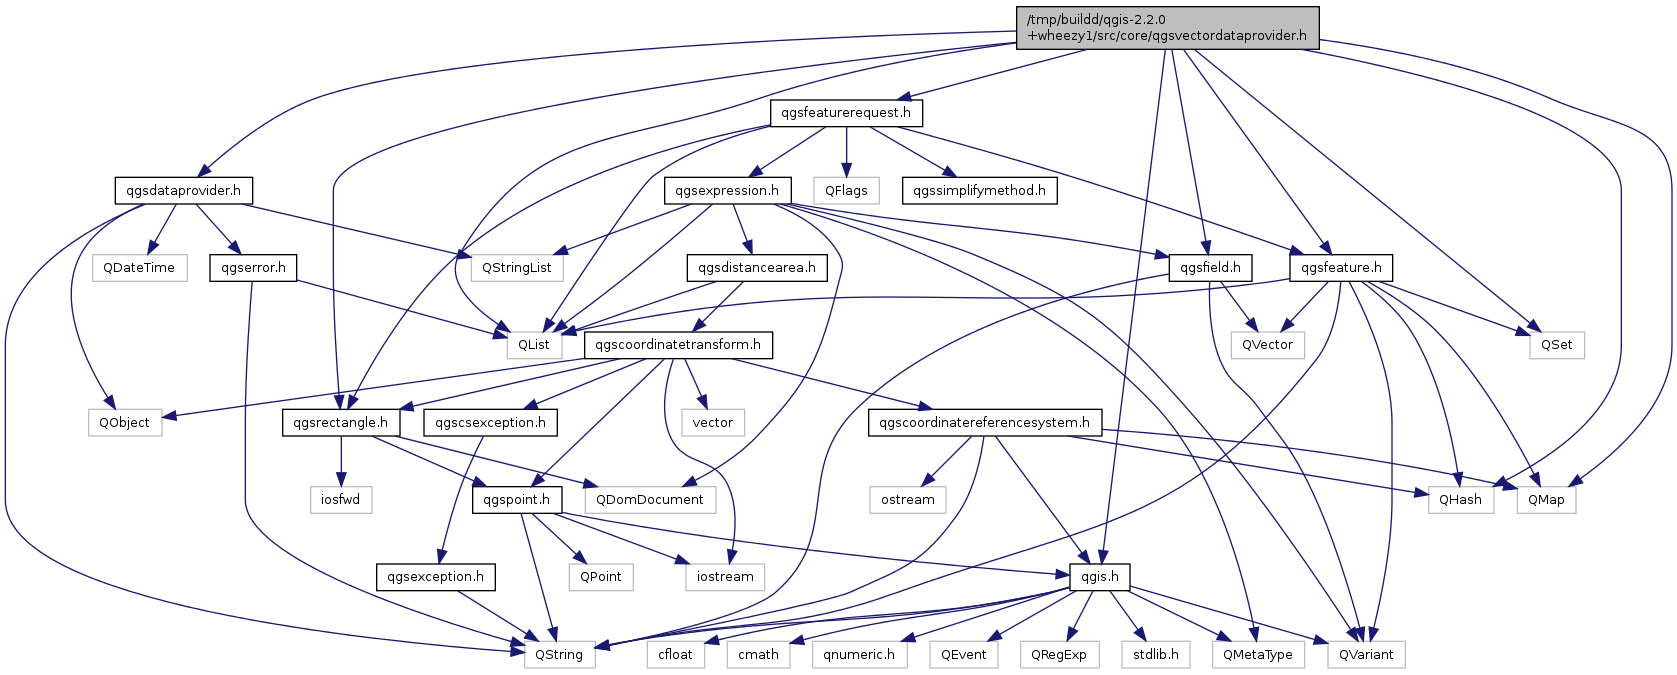 /tmp/buildd/qgis-2.2.0
+wheezy1/src/core/qgsvectordataprovider.h
qgsfeaturerequest.h
qgsdataprovider.h
qgsexpression.h
QFlags
qgssimplifymethod.h
QDateTime
qgserror.h
QStringList
qgsdistancearea.h
qgsfield.h
qgsfeature.h
QList
qgscoordinatetransform.h
QVector
QSet
QObject
qgsrectangle.h
qgscsexception.h
vector
qgscoordinatereferencesystem.h
iosfwd
qgspoint.h
QDomDocument
ostream
QHash
QMap
qgsexception.h
QPoint
iostream
qgis.h
QString
cfloat
cmath
qnumeric.h
QEvent
QRegExp
stdlib.h
QMetaType
QVariant